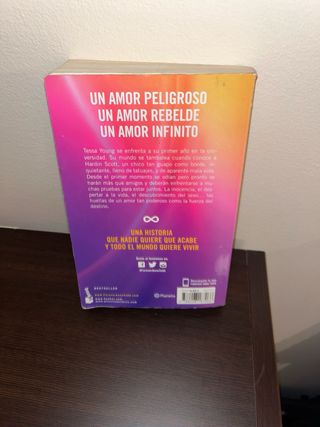 UN AMOR PELIGROSO
UN AMOR REBELDE
UN AMOR INFINITO
Tessa Young se enfrenta a su primer año en la uni-
versidad. Su mundo se tambalea cuando conoce a
Hardin Scott, un chico tan guapo como borde, in-
quietante, lleno de tatuajes, y de aparente mala vida.
Desde el primer momento se odian pero pronto se
harán más que amigos y deberán enfrentarse a mu-
chas pruebas para estar juntos. La inocencia, el des-
pertar a la vida, el descubrimiento del sexo... las
huellas de un amor tan poderoso como la fuerza del
destino.
UNA HISTORIA
QUE NADIE QUIERE QUE ACABE
Y TODO EL MUNDO QUIERE VIVIR
BESTSELLER
Planeta